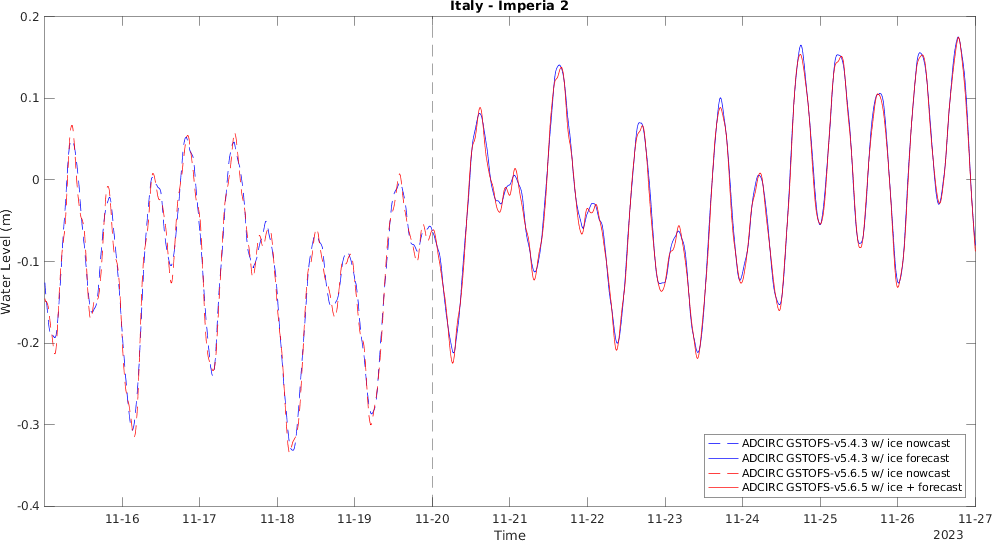 Italy - Imperia 2
0.2
0.1
0
-0.1
-0.2
-0.3
-0.4
Water Level (m)
11-16 11-17 11-18 11-19 11-20 11-21 11-22 11-23 11-24 11-25 11-26 11-27
Time
2023
ADCIRC GSTOFS-v5.4.3 w/ ice nowcast
ADCIRC GSTOFS-v5.4.3 w/ ice forecast
ADCIRC GSTOFS-v5.6.5 w/ ice nowcast
ADCIRC GSTOFS-v5.6.5 w/ ice + forecast